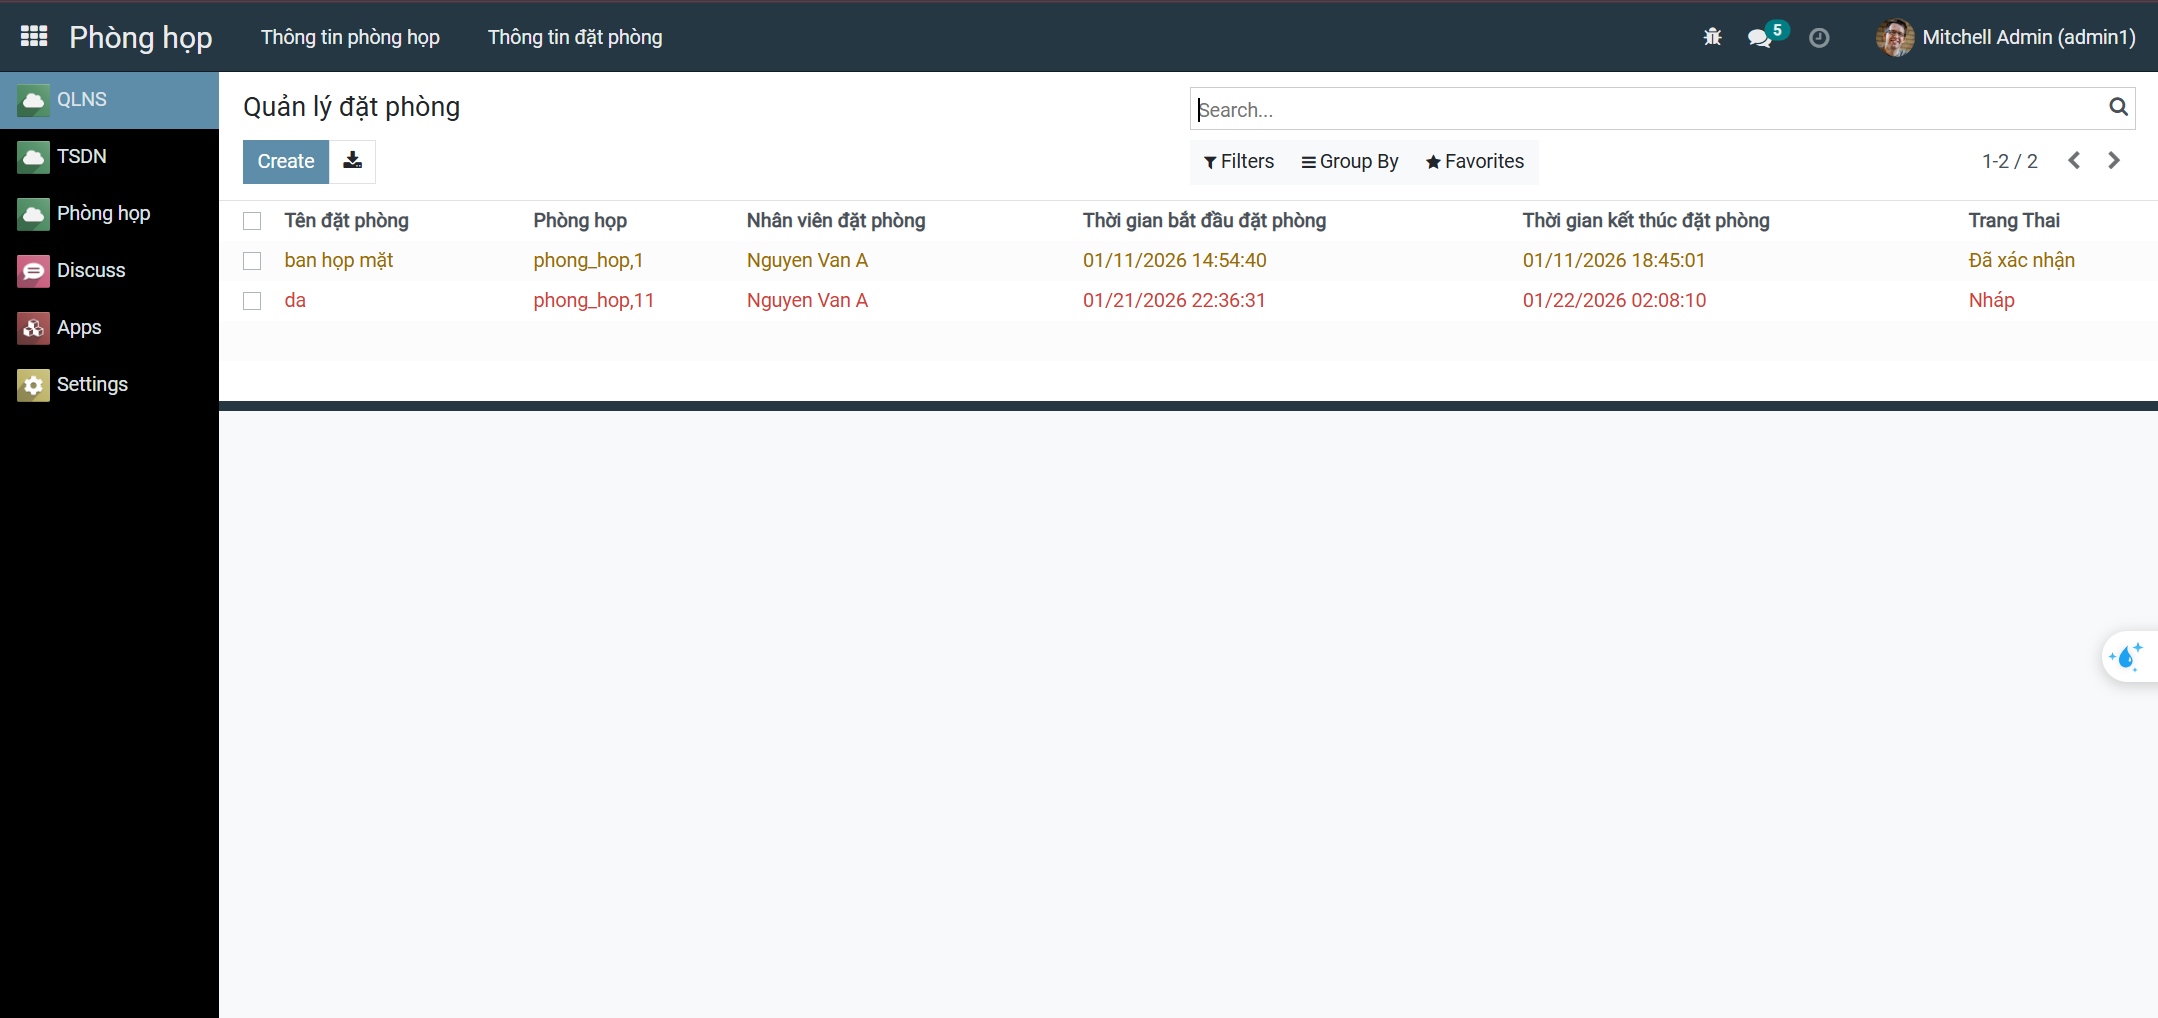 Phòng họp Thông tin phòng họp Thông tin đặt phòng 5 Mitchell Admin (admin1)
QLNS
TSDN
Phòng họp
Discuss
Apps
Settings
Quản lý đặt phòng
Search...
Create
Filters Group By Favorites 1-2 / 2
Tên đặt phòng Phòng họp Nhân viên đặt phòng Thời gian bắt đầu đặt phòng Thời gian kết thúc đặt phòng Trang Thai
ban họp mặt phong_hop,1 Nguyen Van A 01/11/2026 14:54:40 01/11/2026 18:45:01 Đã xác nhận
da phong_hop,11 Nguyen Van A 01/21/2026 22:36:31 01/22/2026 02:08:10 Nháp